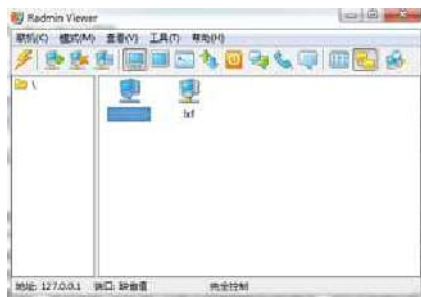 Radmin Viewer
联机(C) 模式(M) 查看(V) 工具(T) 帮助(H)
\
lxf
地址: 127.0.0.1 端口: 缺省值 完全控制